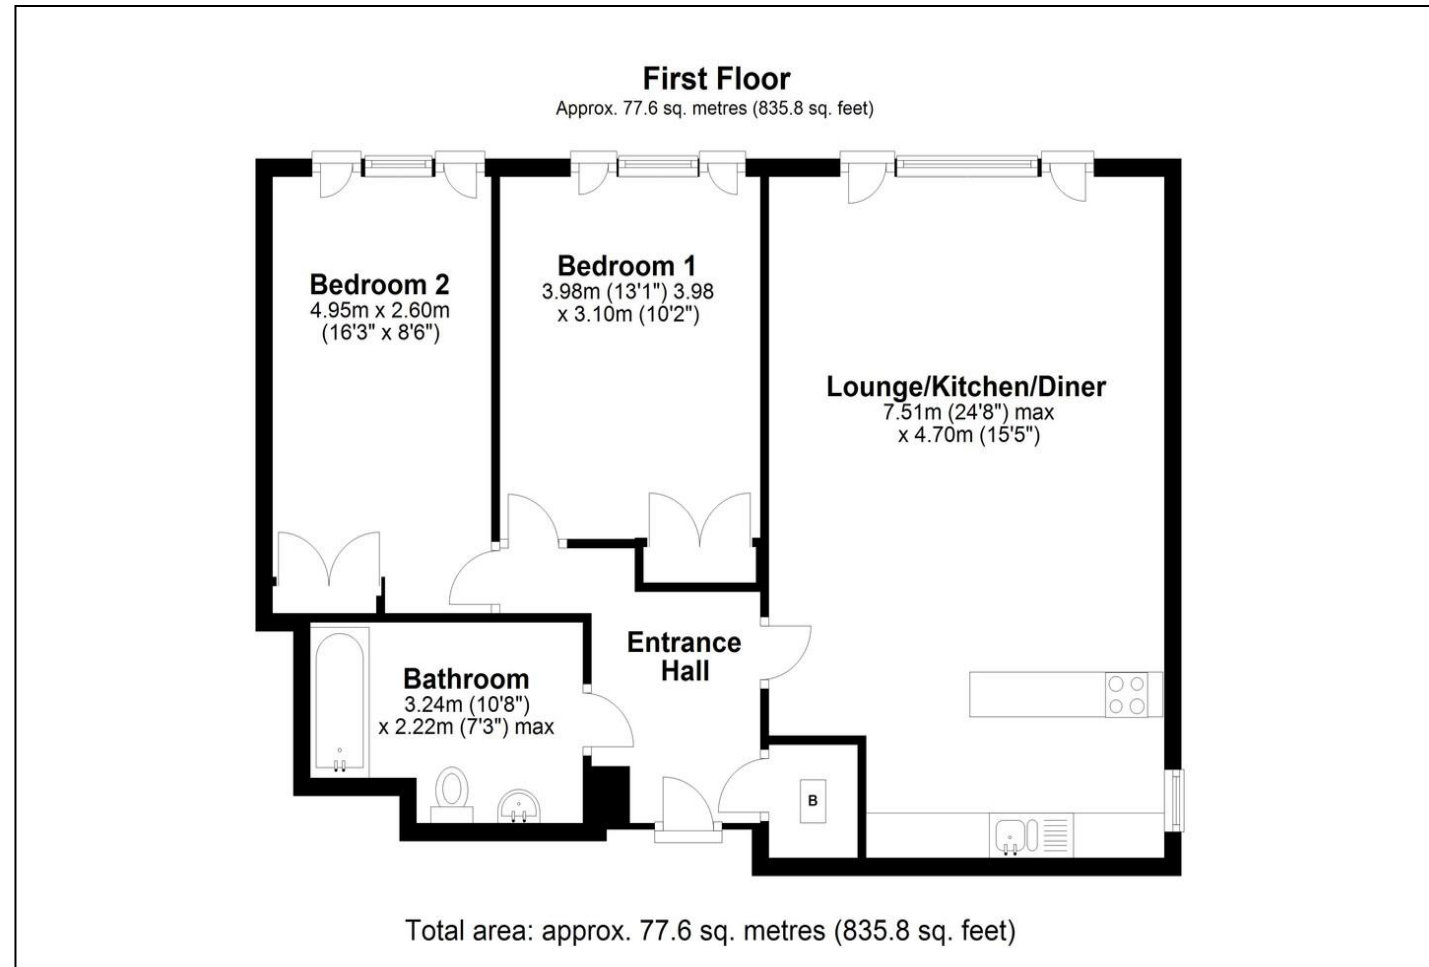 First Floor
Approx. 77.6 sq. metres (835.8 sq. feet)
Bedroom 2
4.95m x 2.60m
(16'3" x 8'6")
Bedroom 1
3.98m (13'1") 3.98
x 3.10m (10'2")
Lounge/Kitchen/Diner
7.51m (24'8") max
x 4.70m (15'5")
Entrance
Hall
Bathroom
3.24m (10'8")
x 2.22m (7'3") max
B
Total area: approx. 77.6 sq. metres (835.8 sq. feet)